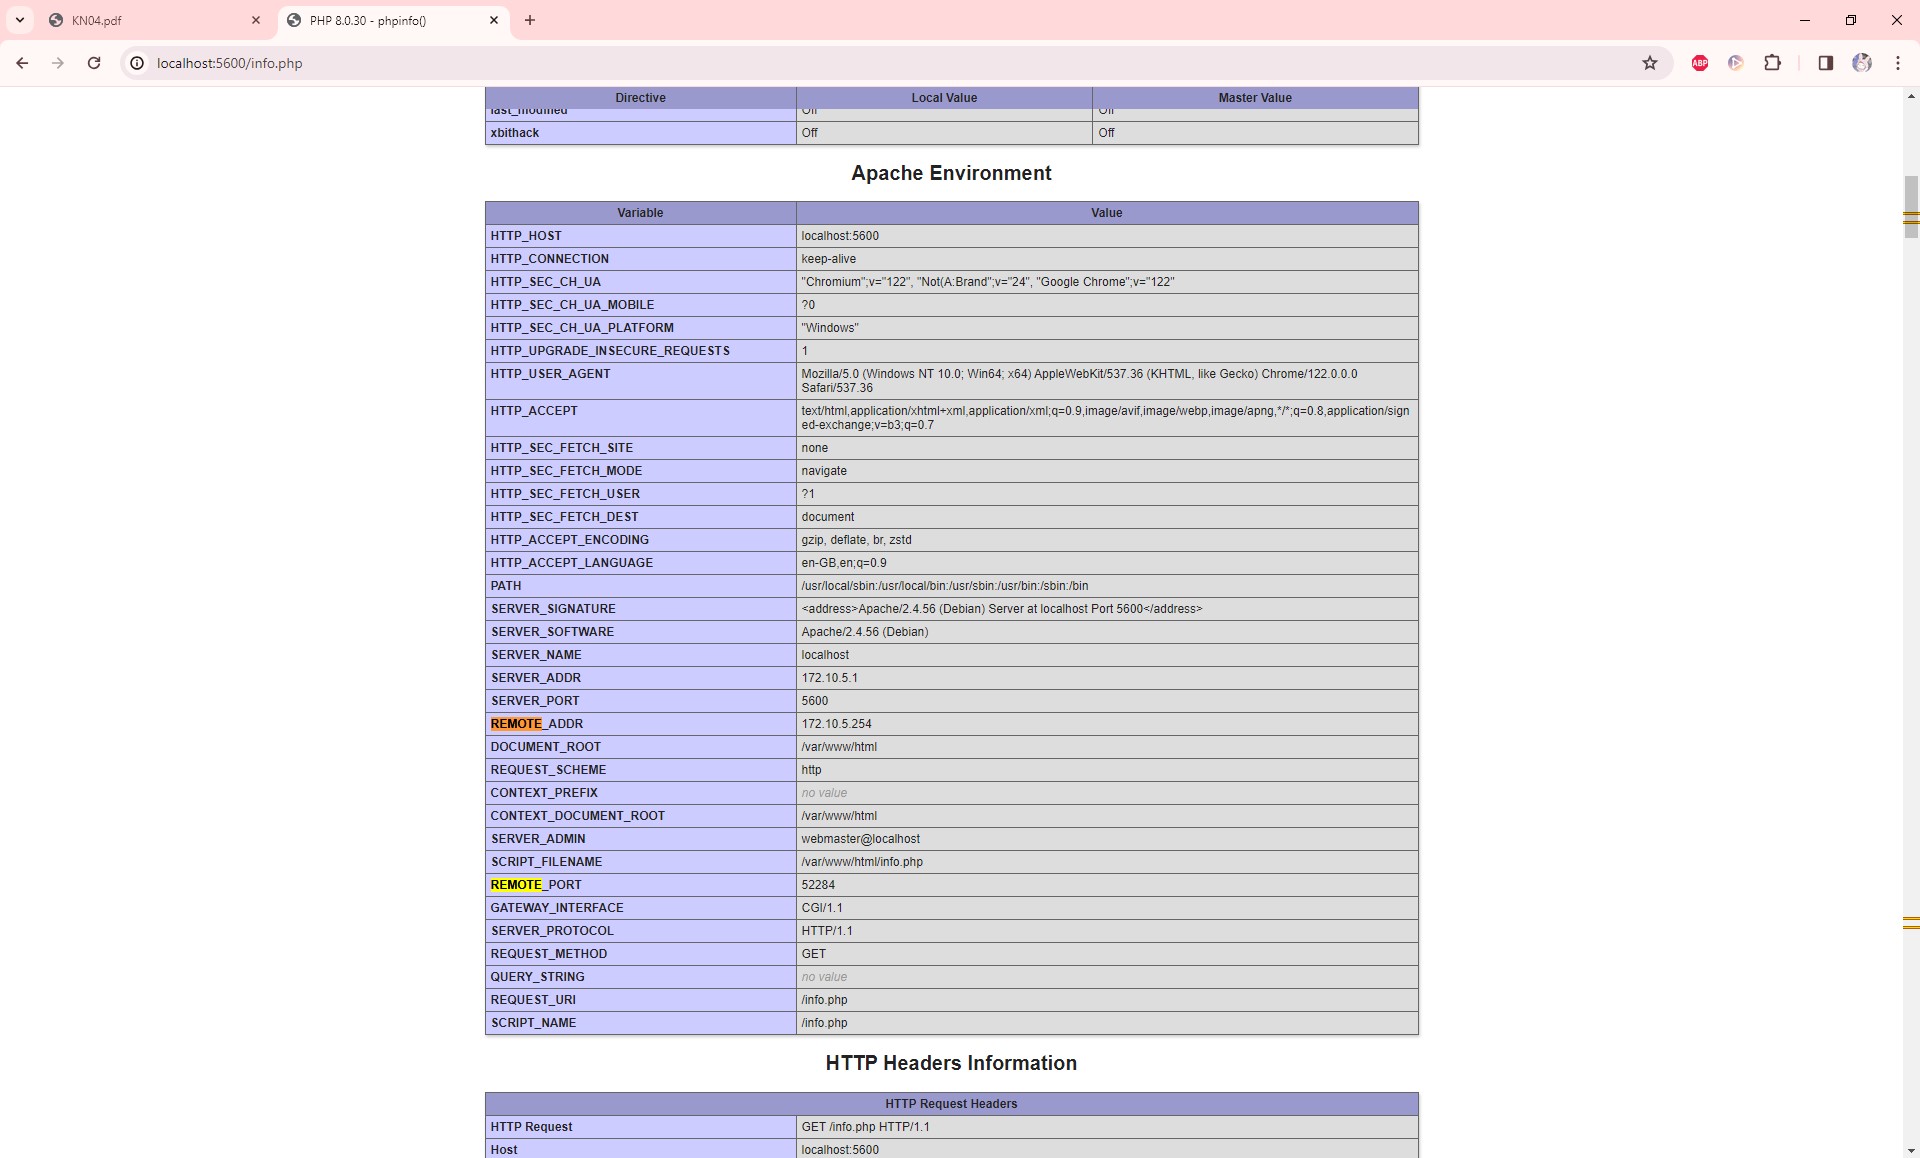 KN04.pdf
PHP 8.0.30 - phpinfo()
localhost:5600/info.php
ABP
Directive Local Value Master Value
last_modified Off Off
xbithack Off Off
Apache Environment
Variable Value
HTTP_HOST localhost:5600
HTTP_CONNECTION keep-alive
HTTP_SEC_CH_UA "Chromium";v="122", "Not(A:Brand";v="24", "Google Chrome";v="122"
HTTP_SEC_CH_UA_MOBILE ?0
HTTP_SEC_CH_UA_PLATFORM "Windows"
HTTP_UPGRADE_INSECURE_REQUESTS 1
HTTP_USER_AGENT Mozilla/5.0 (Windows NT 10.0; Win64; x64) AppleWebKit/537.36 (KHTML, like Gecko) Chrome/122.0.0.0
Safari/537.36
HTTP_ACCEPT text/html,application/xhtml+xml,application/xml;q=0.9,image/avif,image/webp,image/apng,*/*;q=0.8,application/sign
ed-exchange;v=b3;q=0.7
HTTP_SEC_FETCH_SITE none
HTTP_SEC_FETCH_MODE navigate
HTTP_SEC_FETCH_USER ?1
HTTP_SEC_FETCH_DEST document
HTTP_ACCEPT_ENCODING gzip, deflate, br, zstd
HTTP_ACCEPT_LANGUAGE en-GB,en;q=0.9
PATH /usr/local/sbin:/usr/local/bin:/usr/sbin:/usr/bin:/sbin:/bin
SERVER_SIGNATURE <address>Apache/2.4.56 (Debian) Server at localhost Port 5600</address>
SERVER_SOFTWARE Apache/2.4.56 (Debian)
SERVER_NAME localhost
SERVER_ADDR 172.10.5.1
SERVER_PORT 5600
REMOTE_ADDR 172.10.5.254
DOCUMENT_ROOT /var/www/html
REQUEST_SCHEME http
CONTEXT_PREFIX no value
CONTEXT_DOCUMENT_ROOT /var/www/html
SERVER_ADMIN webmaster@localhost
SCRIPT_FILENAME /var/www/html/info.php
REMOTE_PORT 52284
GATEWAY_INTERFACE CGI/1.1
SERVER_PROTOCOL HTTP/1.1
REQUEST_METHOD GET
QUERY_STRING no value
REQUEST_URI /info.php
SCRIPT_NAME /info.php
HTTP Headers Information
HTTP Request Headers
HTTP Request GET /info.php HTTP/1.1
Host localhost:5600